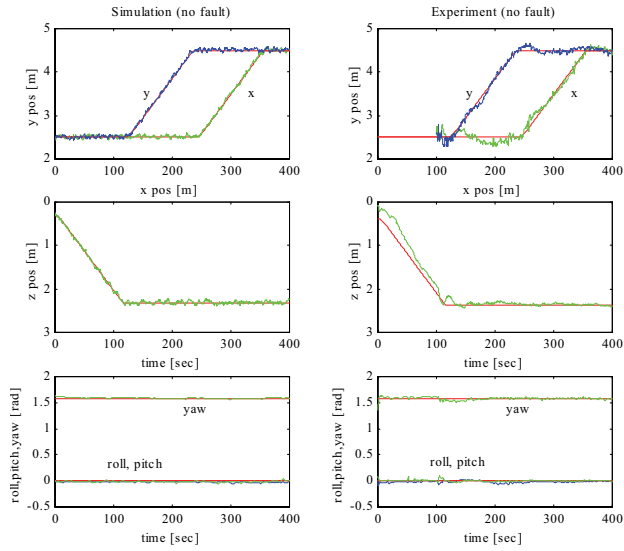 Simulation (no fault)
5
4
3
2
y pos [m]
y
x
0 100 200 300 400
x pos [m]
Experiment (no fault)
5
4
3
2
y pos [m]
y
x
0 100 200 300 400
x pos [m]
0
1
2
3
z pos [m]
0 100 200 300 400
time [sec]
0
1
2
3
z pos [m]
0 100 200 300 400
time [sec]
2
1.5
1
0.5
0
-0.5
roll,pitch,yaw [rad]
yaw
roll, pitch
0 100 200 300 400
time [sec]
2
1.5
1
0.5
0
-0.5
roll,pitch,yaw [rad]
yaw
roll, pitch
0 100 200 300 400
time [sec]